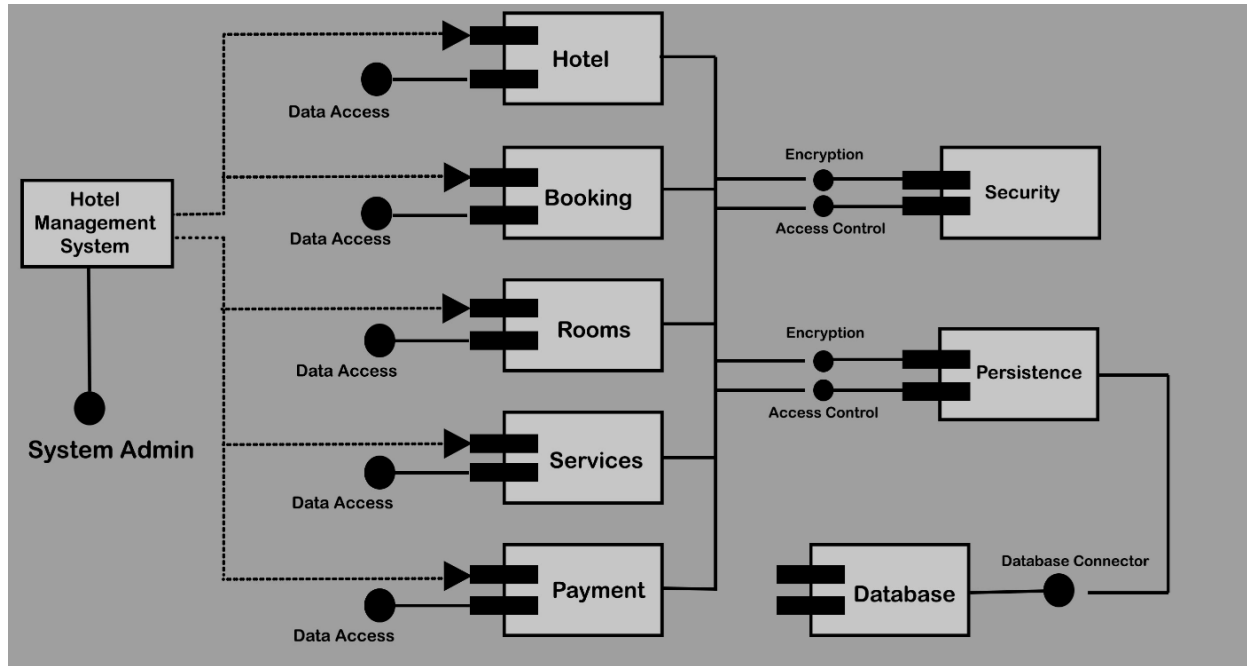 Hotel
Data Access
Encryption
Booking
Security
Hotel
Management
System
Access Control
Data Access
Rooms
Encryption
Persistence
Data Access
Access Control
System Admin
Services
Data Access
Database Connector
Payment
Database
Data Access